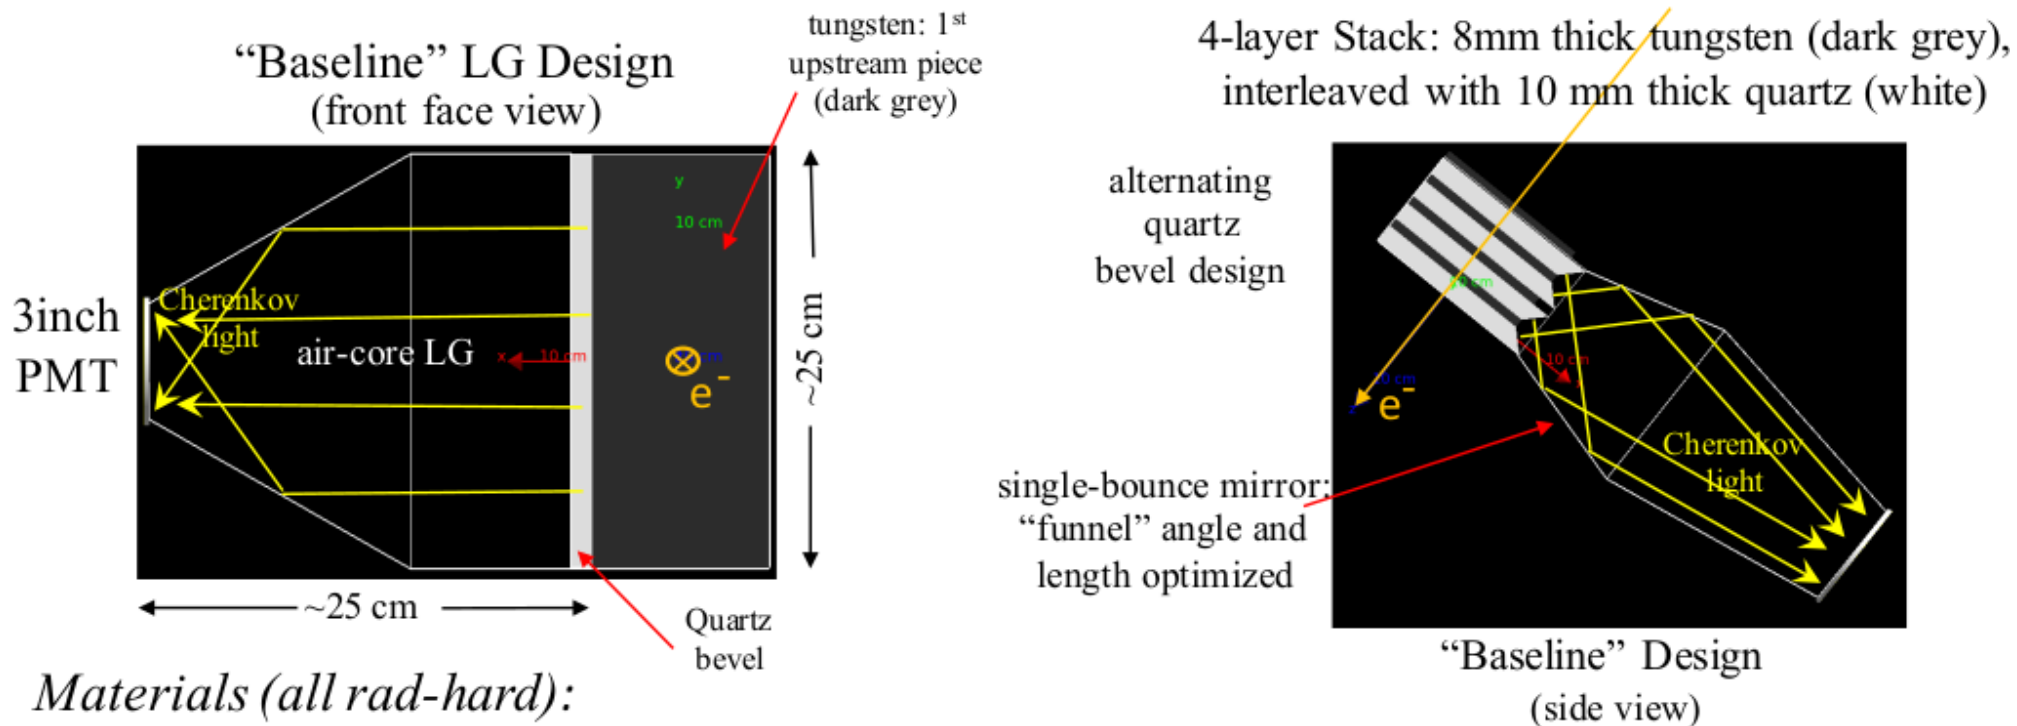 “Baseline” LG Design
(front face view)
tungsten: 1st
upstream piece
(dark grey)
y
10 cm
3inch
PMT
Cherenkov
light
air-core LG
x
10 cm
cm
e-
~25 cm
~25 cm
Quartz
bevel
Materials (all rad-hard):
4-layer Stack: 8mm thick tungsten (dark grey),
interleaved with 10 mm thick quartz (white)
alternating
quartz
bevel design
10 cm
10 cm
10 cm
z
e-
Cherenkov
light
single-bounce mirror:
“funnel” angle and
length optimized
“Baseline” Design
(side view)